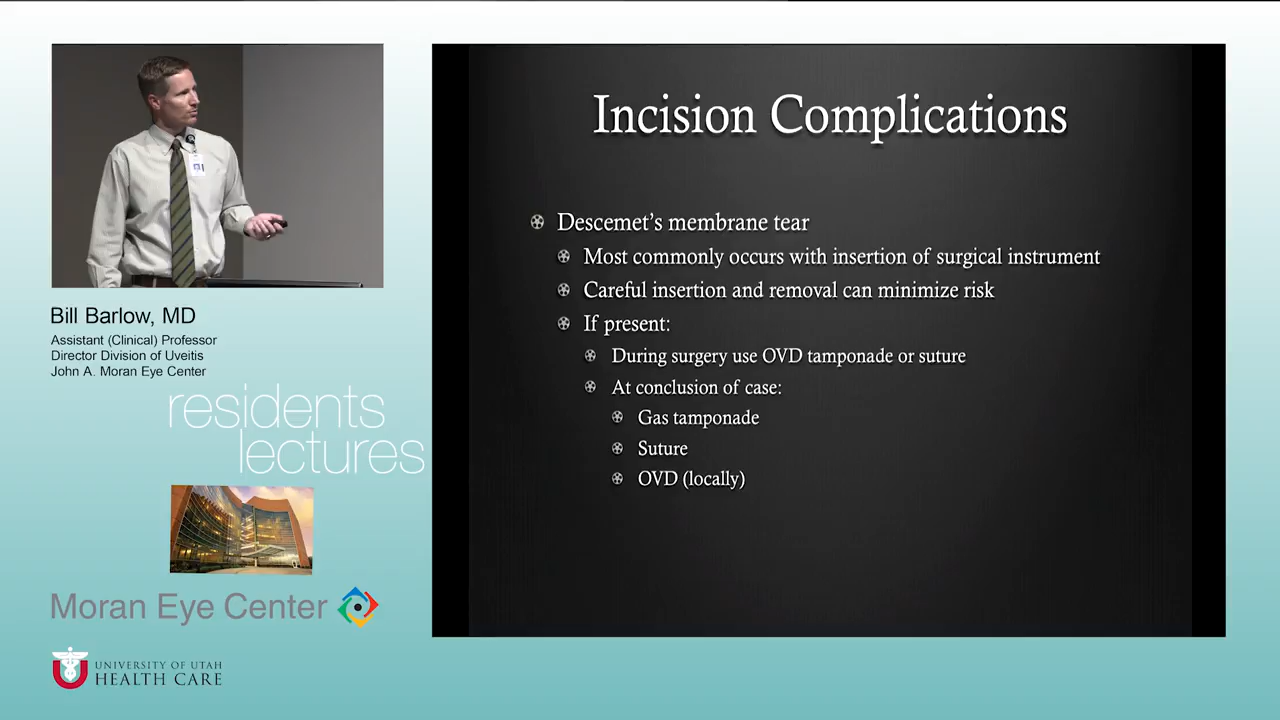 Incision Complications
Descemet's membrane tear
Most commonly occurs with insertion of surgical instrument
Careful insertion and removal can minimize risk
If present:
During surgery use OVD tamponade or suture
At conclusion of case:
Gas tamponade
Suture
OVD (locally)
Bill Barlow, MD
Assistant (Clinical) Professor
Director Division of Uveitis
John A. Moran Eye Center
residents
lectures
Moran Eye Center
UNIVERSITY OF UTAH
HEALTH CARE